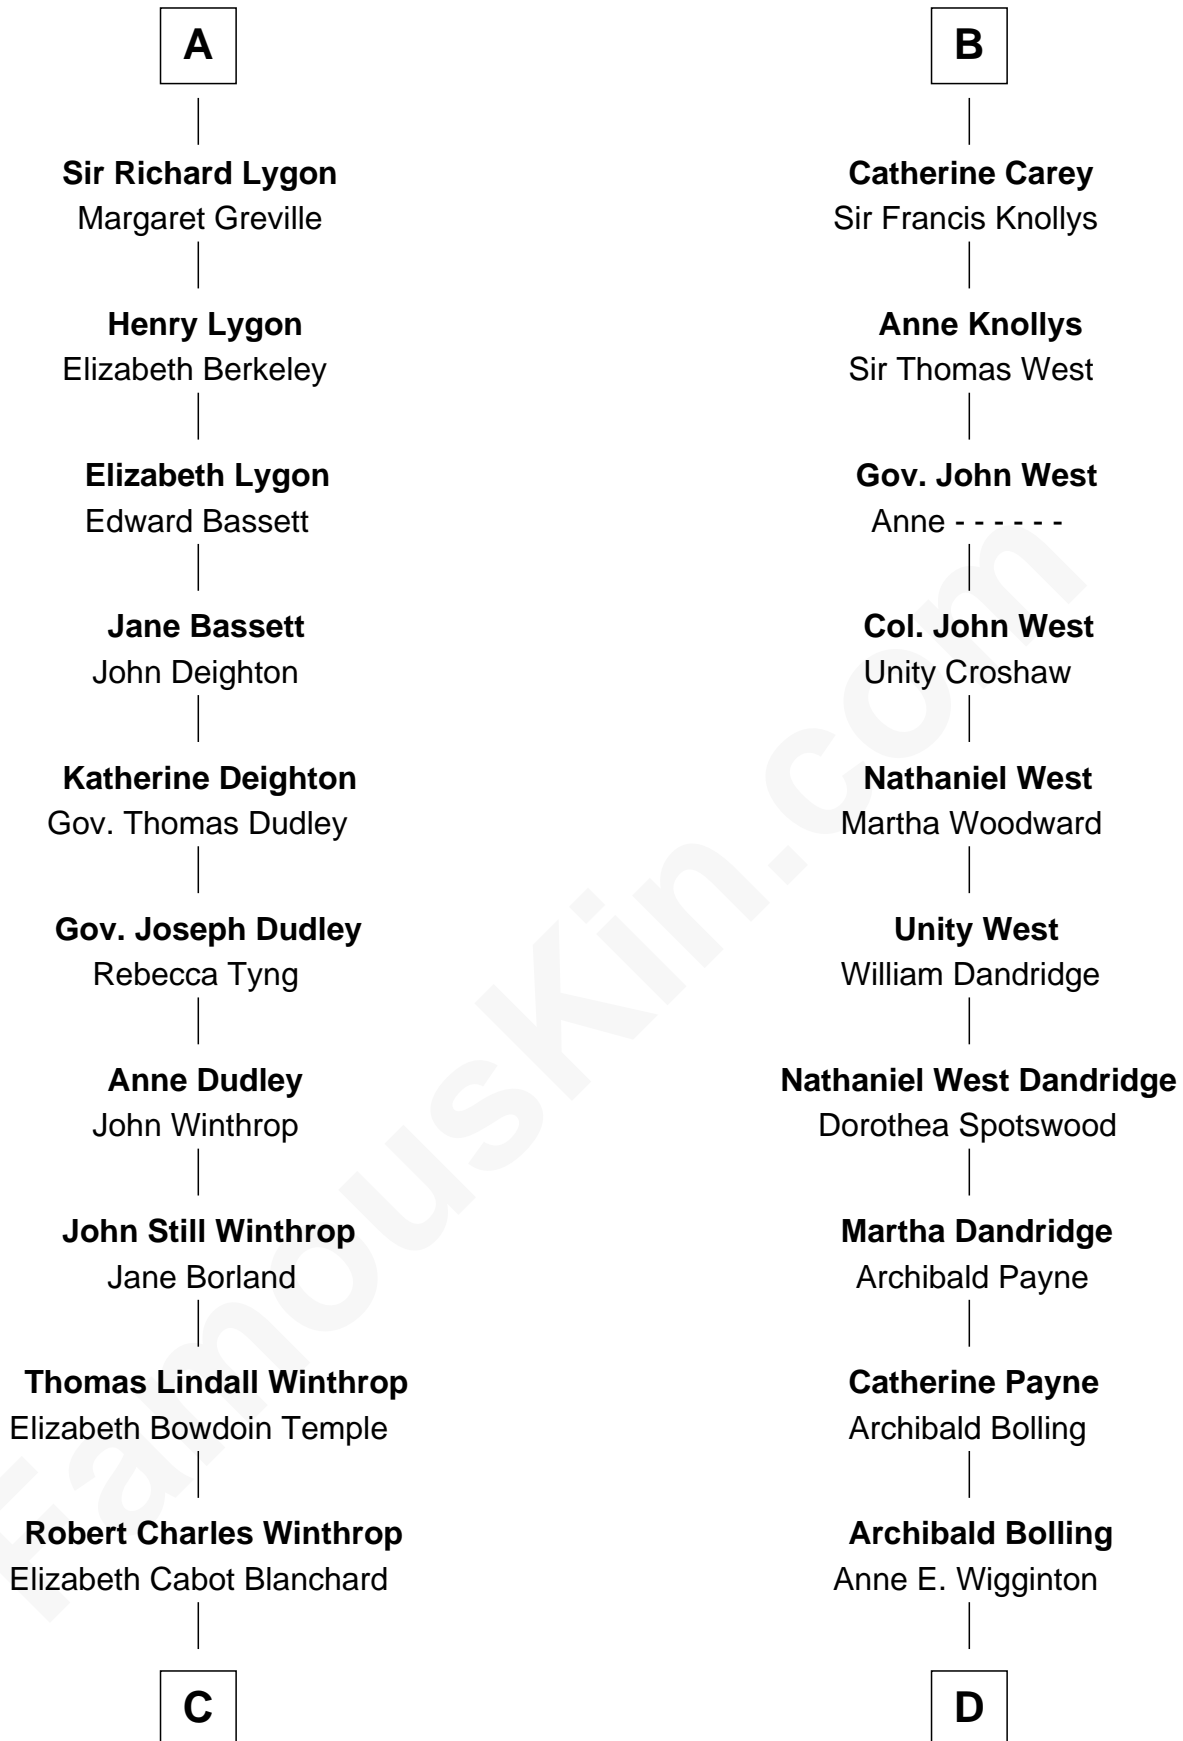 A
Sir Richard Lygon
Margaret Greville
Henry Lygon
Elizabeth Berkeley
Elizabeth Lygon
Edward Bassett
Jane Bassett
John Deighton
Katherine Deighton
Gov. Thomas Dudley
Gov. Joseph Dudley
Rebecca Tyng
Anne Dudley
John Winthrop
John Still Winthrop
Jane Borland
Thomas Lindall Winthrop
Elizabeth Bowdoin Temple
Robert Charles Winthrop
Elizabeth Cabot Blanchard
C
B
Catherine Carey
Sir Francis Knollys
Anne Knollys
Sir Thomas West
Gov. John West
Anne - - - - - -
Col. John West
Unity Croshaw
Nathaniel West
Martha Woodward
Unity West
William Dandridge
Nathaniel West Dandridge
Dorothea Spotswood
Martha Dandridge
Archibald Payne
Catherine Payne
Archibald Bolling
Archibald Bolling
Anne E. Wigginton
D
FamousKin.com